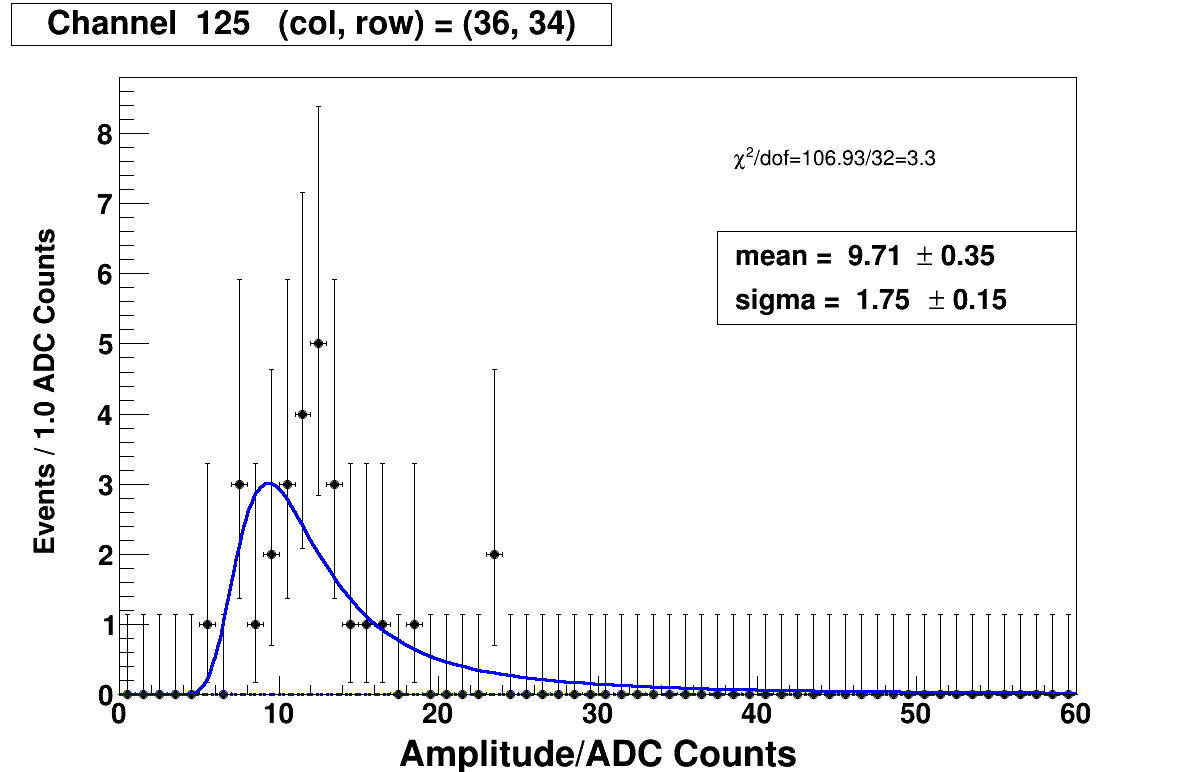 Channel 125 (col, row) = (36, 34)
χ²/dof=106.93/32=3.3
mean = 9.71 ± 0.35
sigma = 1.75 ± 0.15
Events / 1.0 ADC Counts
8
7
6
5
4
3
2
1
0
0 10 20 30 40 50 60
Amplitude/ADC Counts